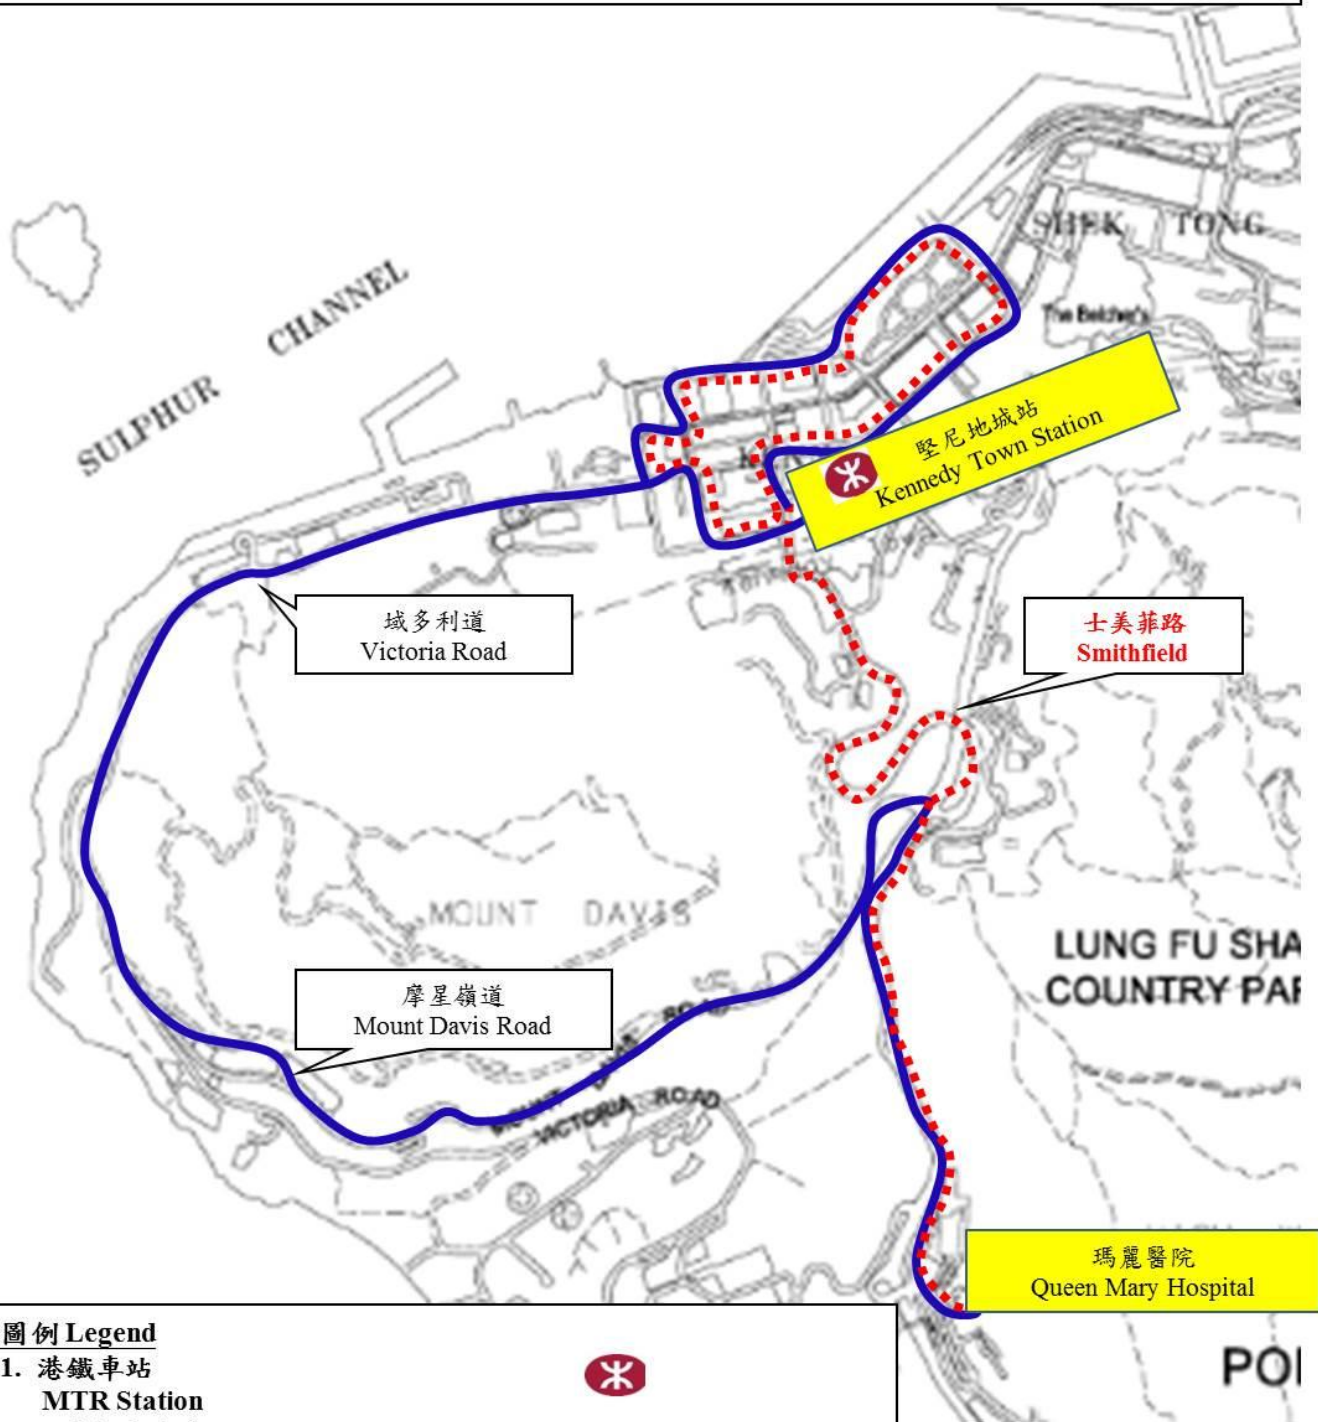 SHEK TONG
The Belcher's
CHANNEL
SULPHUR
堅尼地城站
Kennedy Town Station
域多利道
Victoria Road
士美菲路
Smithfield
MOUNT DAVIS
LUNG FU SHA
COUNTRY PAR
摩星嶺道
Mount Davis Road
ROAD
MOUNT
VICTORIA ROAD
瑪麗醫院
Queen Mary Hospital
圖例 Legend
1. 港鐵車站
MTR Station